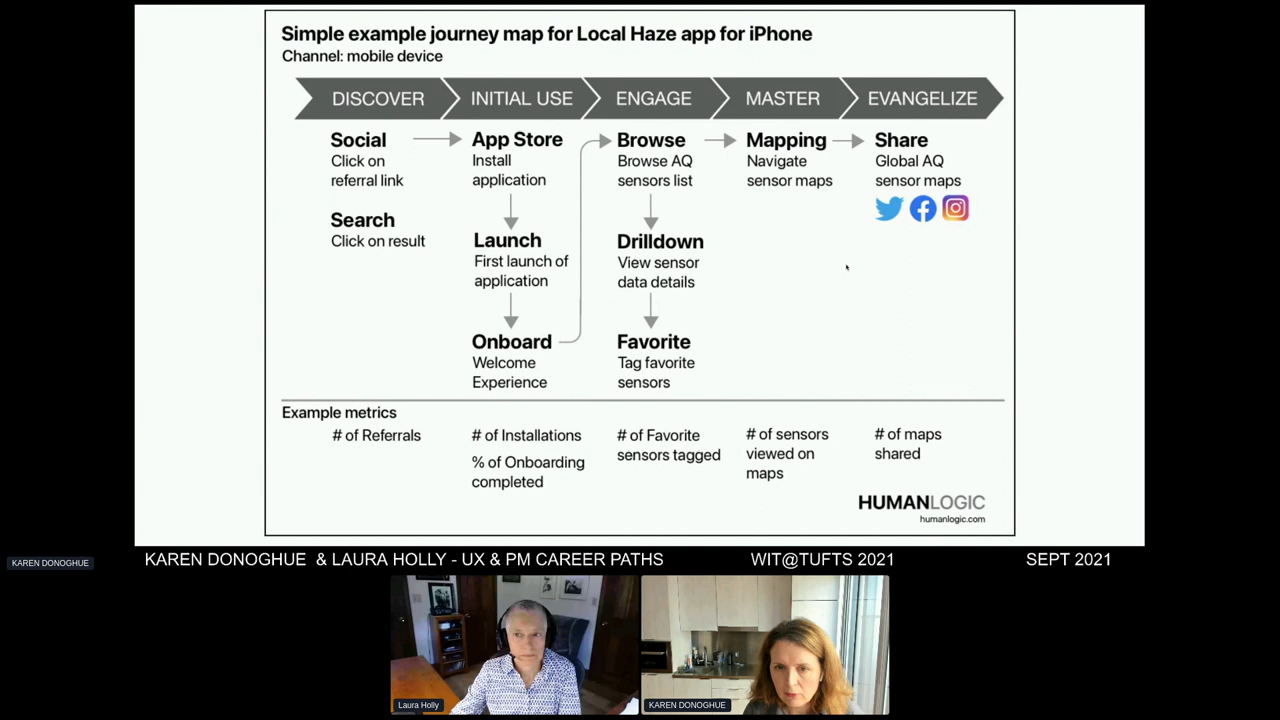 Simple example journey map for Local Haze app for iPhone
Channel: mobile device
DISCOVER
INITIAL USE
ENGAGE
MASTER
EVANGELIZE
Social
Click on
referral link
Search
Click on result
App Store
Install
application
Launch
First launch of
application
Onboard
Welcome
Experience
Browse
Browse AQ
sensors list
Drilldown
View sensor
data details
Favorite
Tag favorite
sensors
Mapping
Navigate
sensor maps
Share
Global AQ
sensor maps
Example metrics
# of Referrals
# of Installations
% of Onboarding
completed
# of Favorite
sensors tagged
# of sensors
viewed on
maps
# of maps
shared
HUMANLOGIC
humanlogic.com
KAREN DONOGHUE
KAREN DONOGHUE & LAURA HOLLY - UX & PM CAREER PATHS
WIT@TUFTS 2021
SEPT 2021
Laura Holly
KAREN DONOGHUE